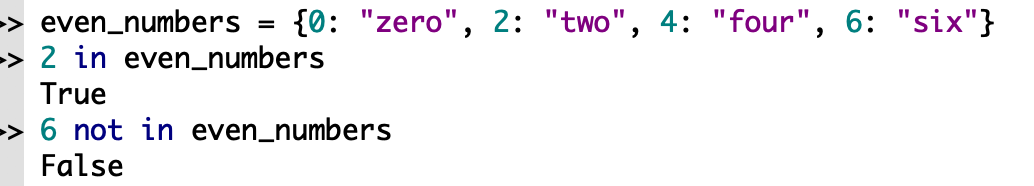 >> even_numbers = {0: "zero", 2: "two", 4: "four", 6: "six"}
>> 2 in even_numbers
True
>> 6 not in even_numbers
False